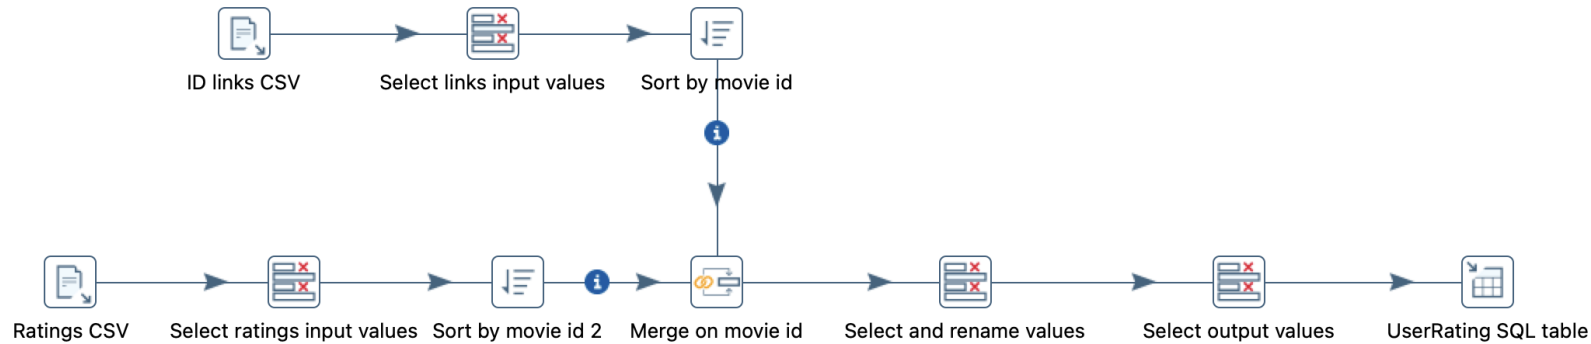 ID links CSV
Select links input values
Sort by movie id
Ratings CSV
Select ratings input values
Sort by movie id 2
Merge on movie id
Select and rename values
Select output values
UserRating SQL table